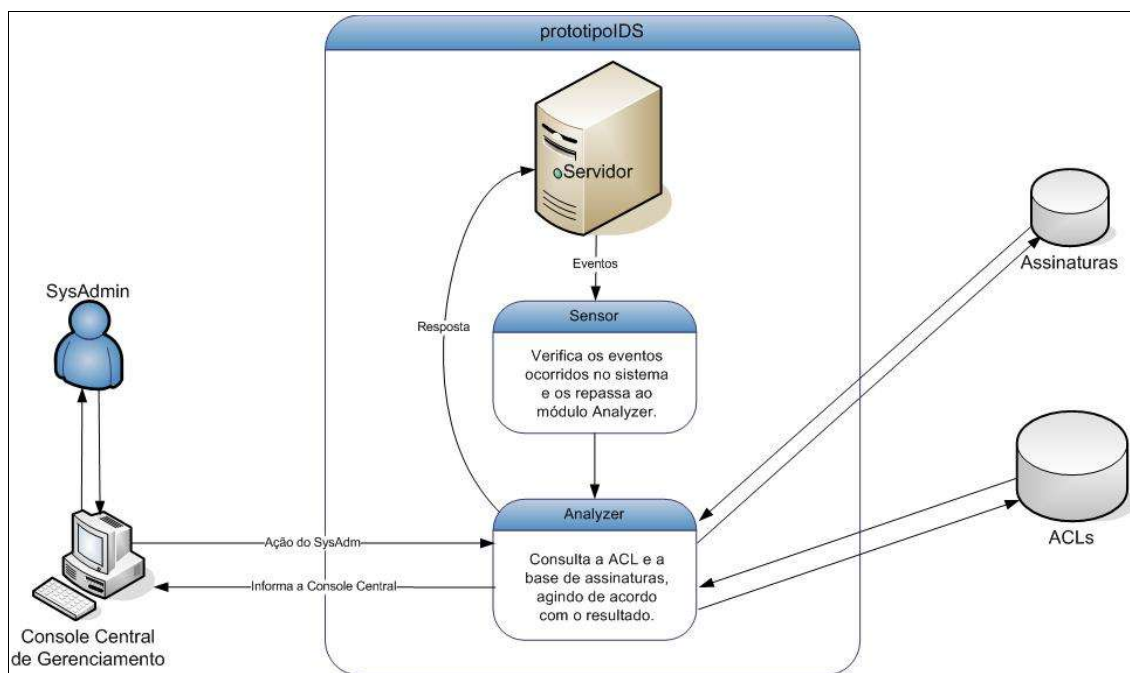 prototipoIDS
Servidor
Eventos
Assinaturas
SysAdmin
Sensor
Resposta
Verifica os eventos
ocorridos no sistema
e os repassa ao
módulo Analyzer.
Analyzer
ACLs
Ação do SysAdm
Consulta a ACL e a
base de assinaturas,
agindo de acordo
com o resultado.
Informa a Console Central
Console Central
de Gerenciamento